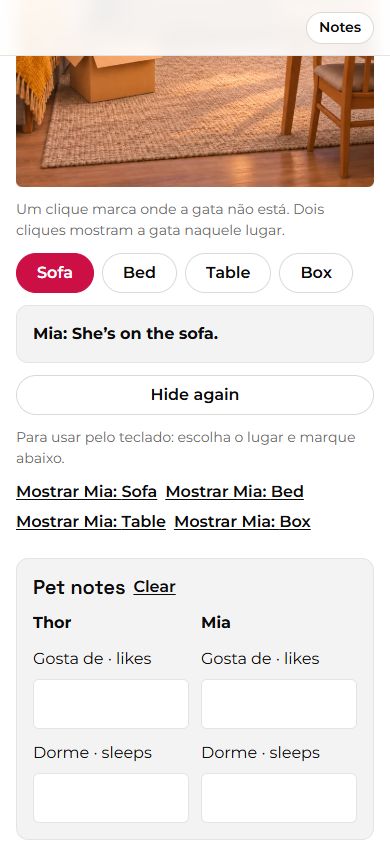 Notes
Um clique marca onde a gata não está. Dois
cliques mostram a gata naquele lugar.
Sofa Bed Table Box
Mia: She’s on the sofa.
Hide again
Para usar pelo teclado: escolha o lugar e marque
abaixo.
Mostrar Mia: Sofa Mostrar Mia: Bed
Mostrar Mia: Table Mostrar Mia: Box
Pet notes Clear
Thor Mia
Gosta de · likes Gosta de · likes
Dorme · sleeps Dorme · sleeps